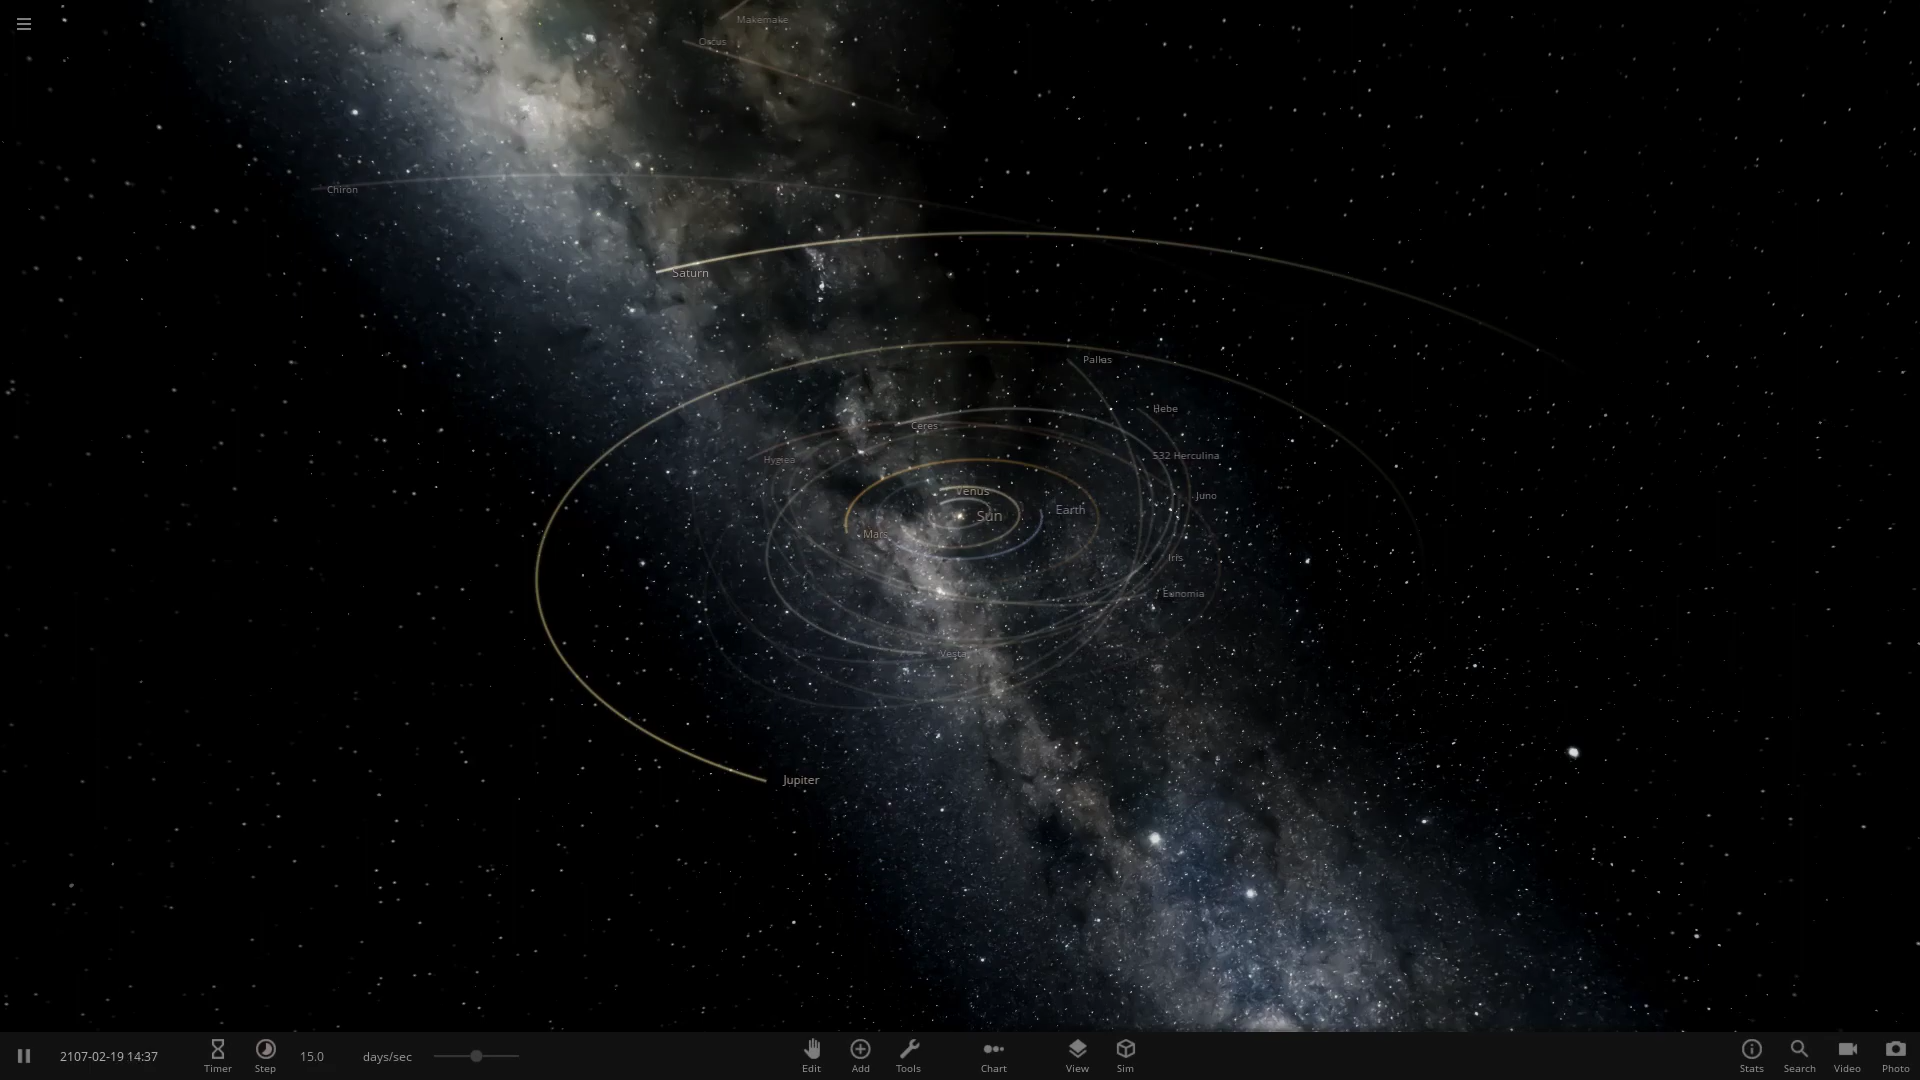 Makemake
Orcus
Chiron
Saturn
Pallas
Hebe
Ceres
532 Herculina
Hygiea
Venus
Juno
Sun
Earth
Mars
Iris
Eunomia
Vesta
Jupiter
2107-02-19 14:37
Timer
Step
15.0
days/sec
Edit
Add
Tools
Chart
View
Sim
Stats
Search
Video
Photo